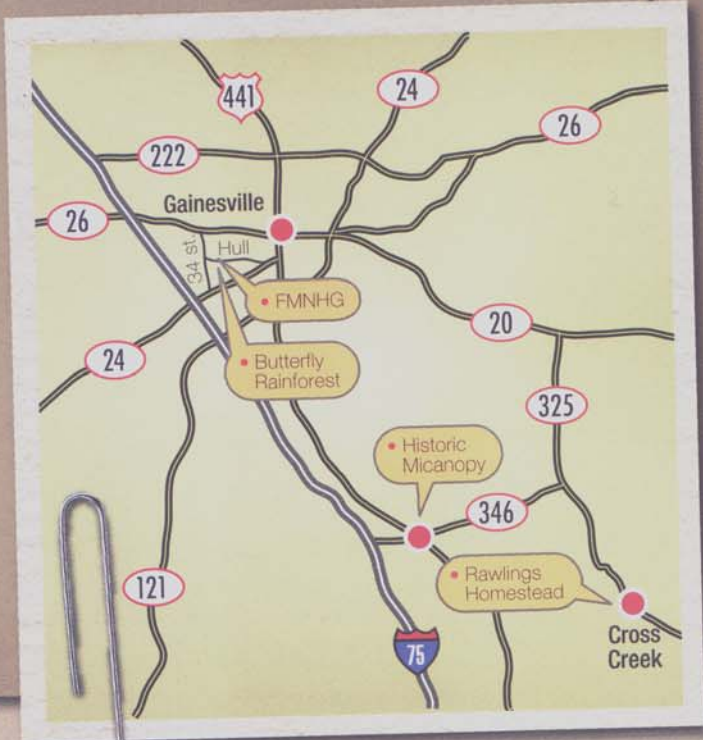 441
24
26
222
Gainesville
26
34 st.
Hull
• FMNHG
20
24
• Butterfly
Rainforest
325
• Historic
Micanopy
346
121
• Rawlings
Homestead
75
Cross
Creek